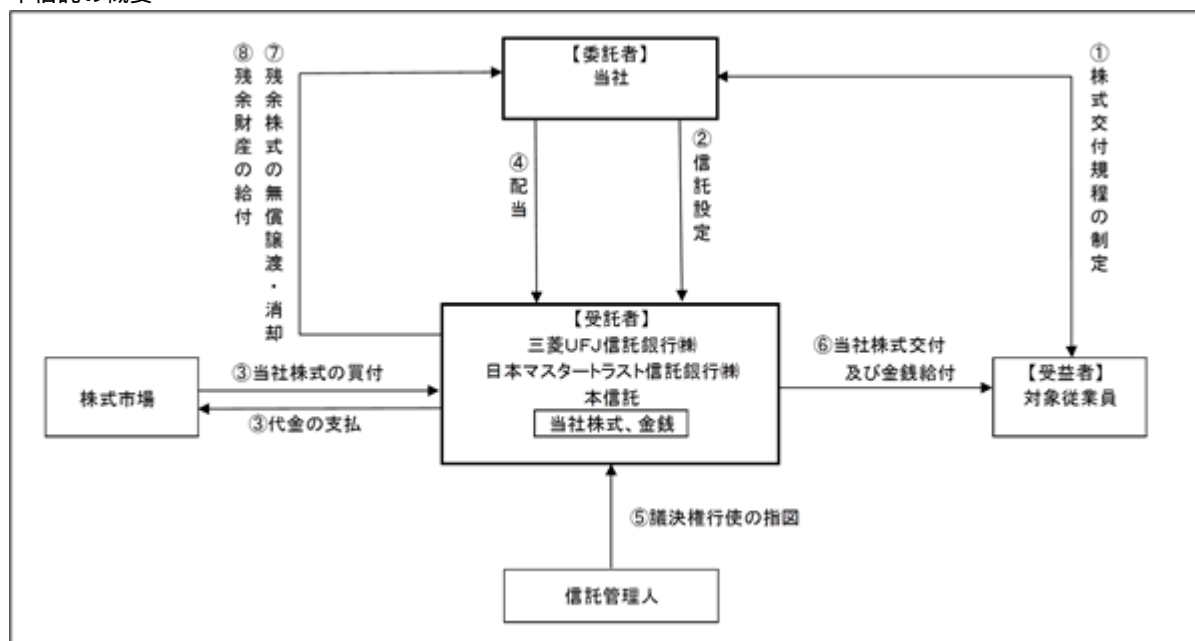 ⑧残余財産の給付
⑦残余株式の無償譲渡・消却
【委託者】
当社
①株式交付規程の制定
④配当
②信託設定
【受託者】
三菱UFJ信託銀行㈱
日本マスタートラスト信託銀行㈱
本信託
当社株式、金銭
株式市場
③当社株式の買付
③代金の支払
⑥当社株式交付
及び金銭給付
【受益者】
対象従業員
⑤議決権行使の指図
信託管理人